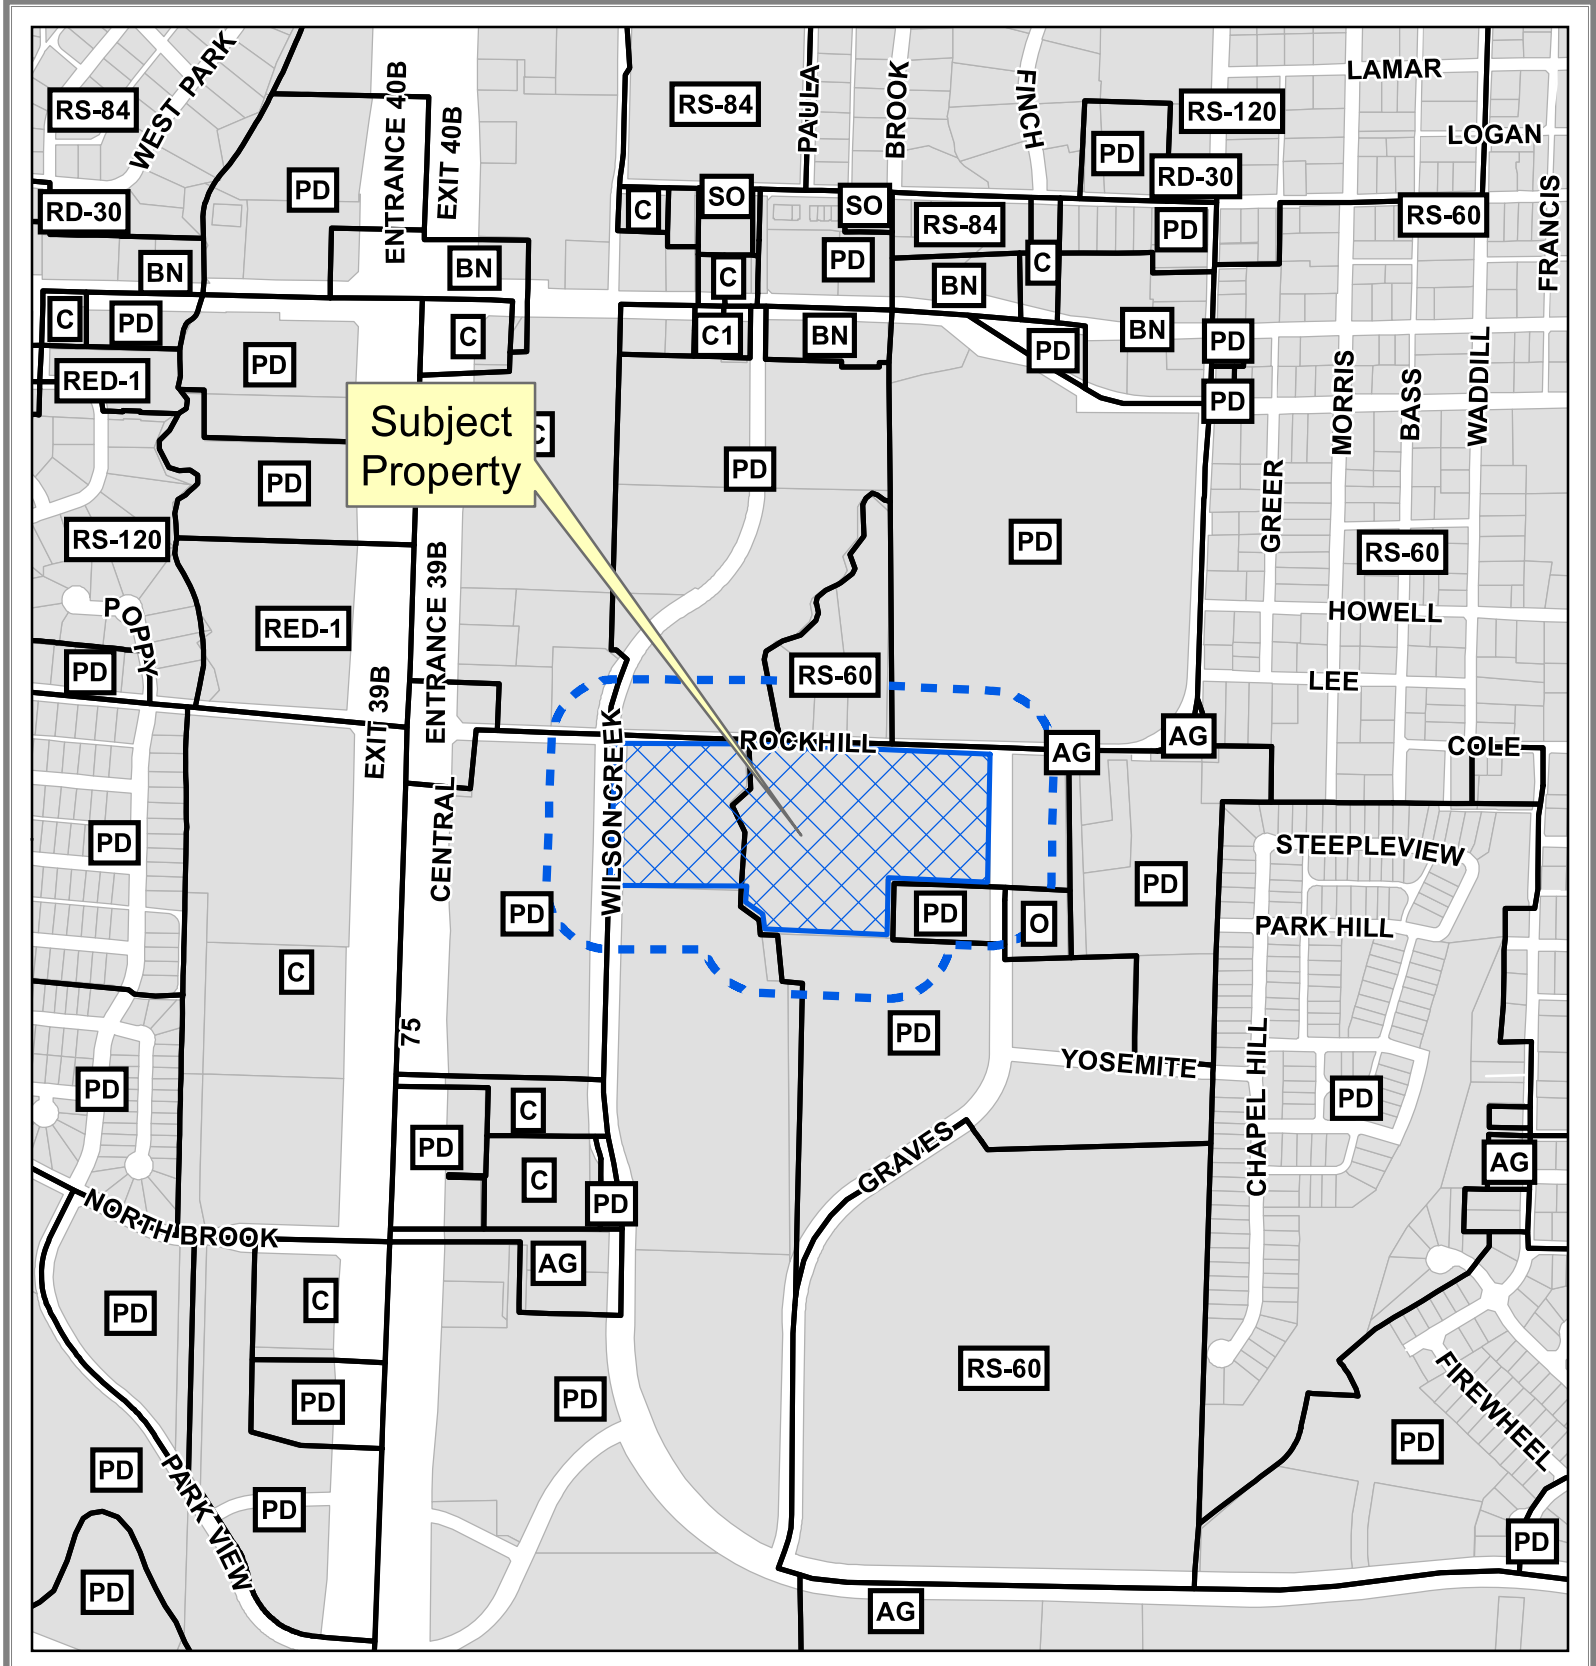 WEST PARK
ENTRANCE 40B
EXIT 40B
PAULA
BROOK
FINCH
LAMAR
LOGAN
FRANCIS
RS-84
RS-84
RS-120
PD
RD-30
PD
RD-30
C
SO
SO
RS-84
PD
RS-60
BN
BN
C
PD
BN
C
C
PD
C
C1
BN
PD
BN
PD
RED-1
PD
PD
MORRIS
BASS
WADDILL
Subject
Property
C
PD
PD
PD
GREER
RS-120
RS-60
POPPY
RED-1
ENTRANCE 39B
HOWELL
PD
EXIT 39B
RS-60
LEE
WILSON CREEK
ROCKHILL
AG
AG
COLE
CENTRAL
PD
STEEPLEVIEW
PD
PD
PD
O
PARK HILL
C
75
PD
YOSEMITE
CHAPEL HILL
PD
PD
C
PD
C
PD
GRAVES
AG
NORTH BROOK
AG
PD
C
RS-60
PD
PD
FIREWHEEL
PD
PD
PARK VIEW
PD
PD
PD
AG